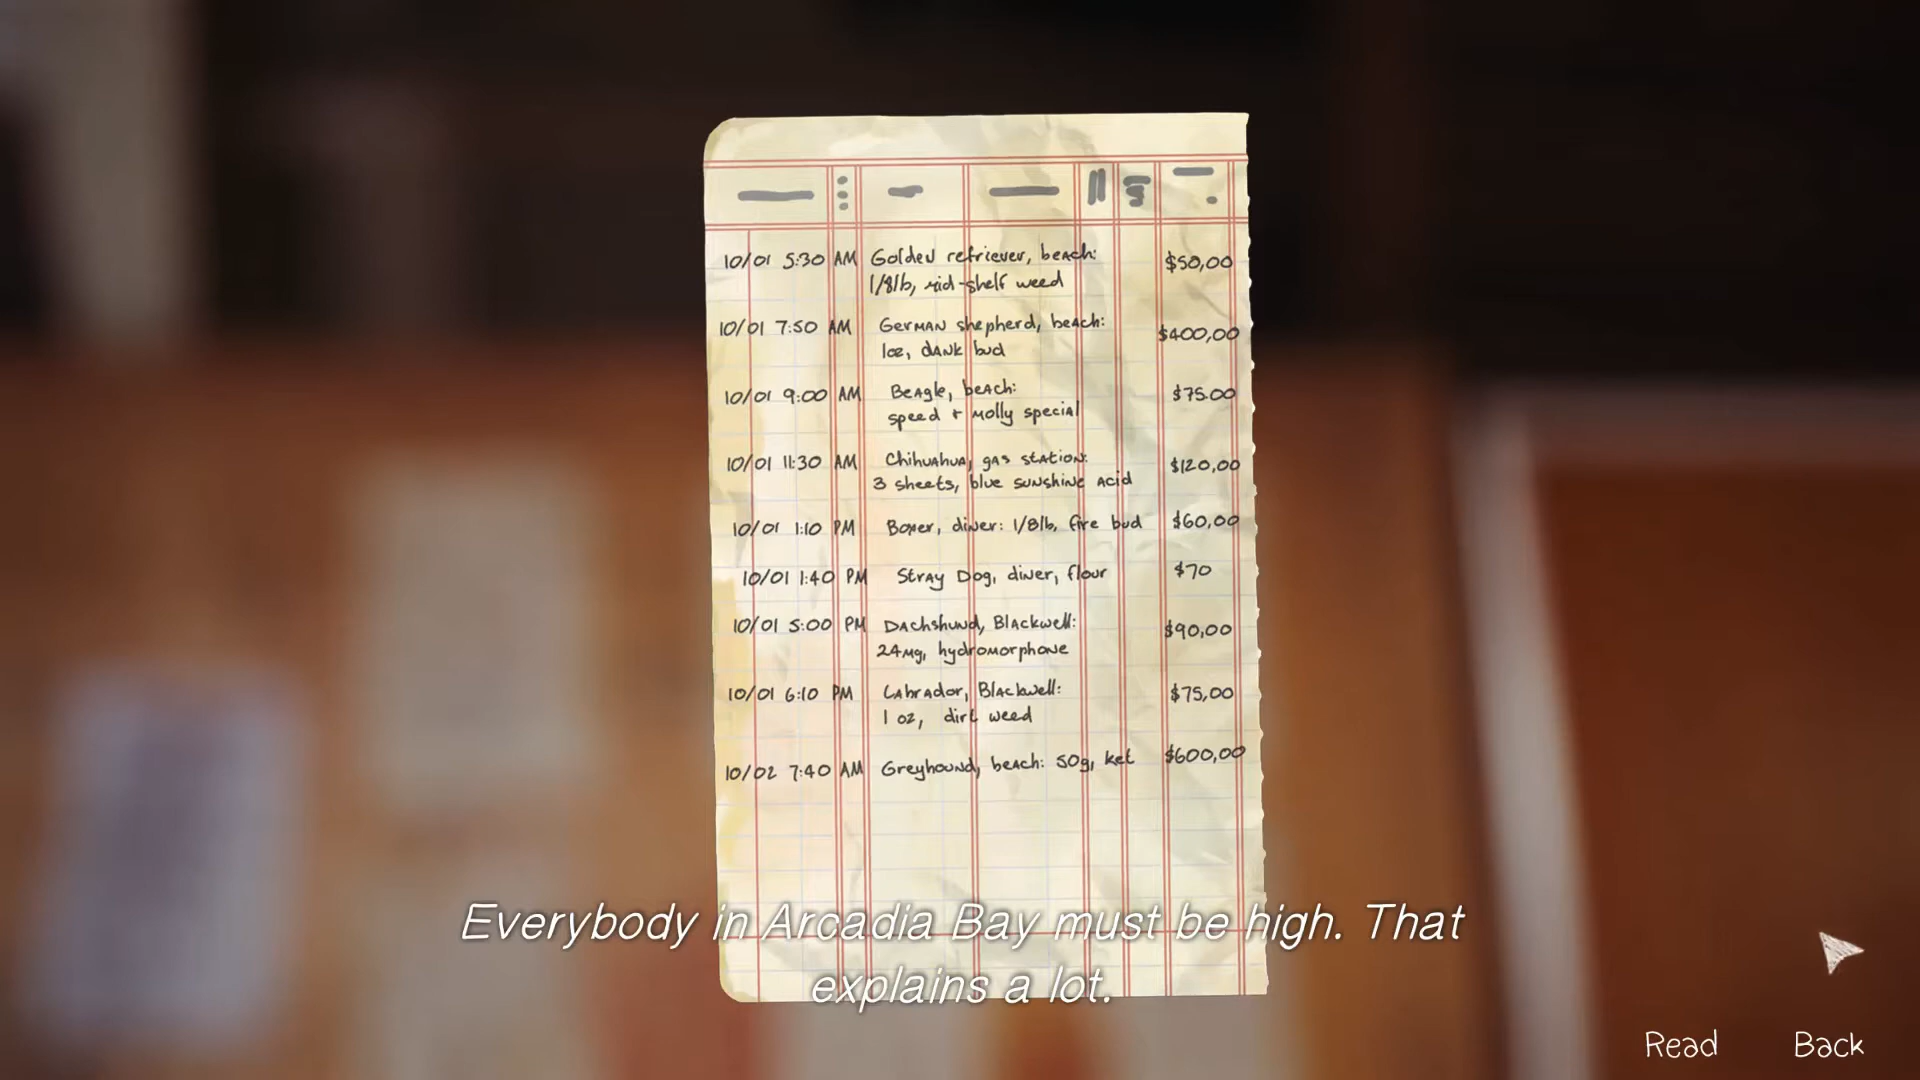 10/01 5:30 AM Golden retriever, beach: $50,00
1/8lb, mid-shelf weed
10/01 7:50 AM German shepherd, beach: $400,00
1oz, dank bud
10/01 9:00 AM Beagle, beach: $75.00
speed + Molly special
10/01 11:30 AM Chihuahua, gas station: $120,00
3 sheets, blue sunshine acid
10/01 1:10 PM Boxer, diner: 1/8lb, fire bud $60,00
10/01 1:40 PM Stray Dog, diner, flour $70
10/01 5:00 PM Dachshund, Blackwell: $90,00
24mg, hydromorphone
10/01 6:10 PM Labrador, Blackwell: $75,00
1 oz, dirt weed
10/02 7:40 AM Greyhound, beach: 50g, ket $600,00
Everybody in Arcadia Bay must be high. That
explains a lot.
Read Back